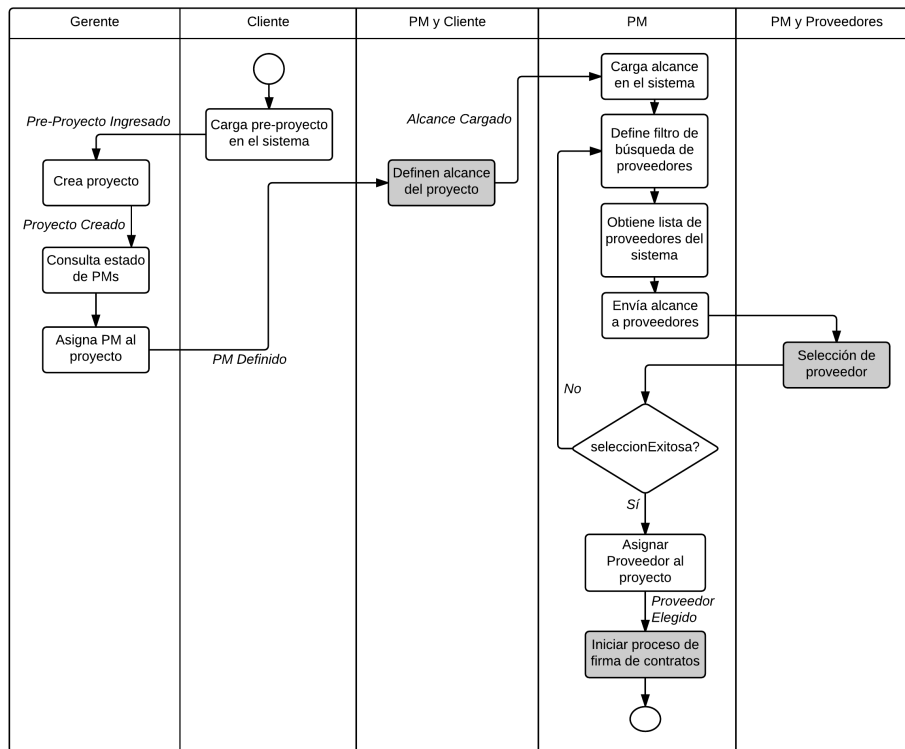 Gerente
Cliente
PM y Cliente
PM
PM y Proveedores
Carga pre-proyecto
en el sistema
Pre-Proyecto Ingresado
Crea proyecto
Proyecto Creado
Consulta estado
de PMs
Asigna PM al
proyecto
PM Definido
Definen alcance
del proyecto
Alcance Cargado
Carga alcance
en el sistema
Define filtro de
búsqueda de
proveedores
Obtiene lista de
proveedores del
sistema
Envía alcance
a proveedores
Selección de
proveedor
No
seleccionExitosa?
Sí
Asignar
Proveedor al
proyecto
Proveedor
Elegido
Iniciar proceso de
firma de contratos